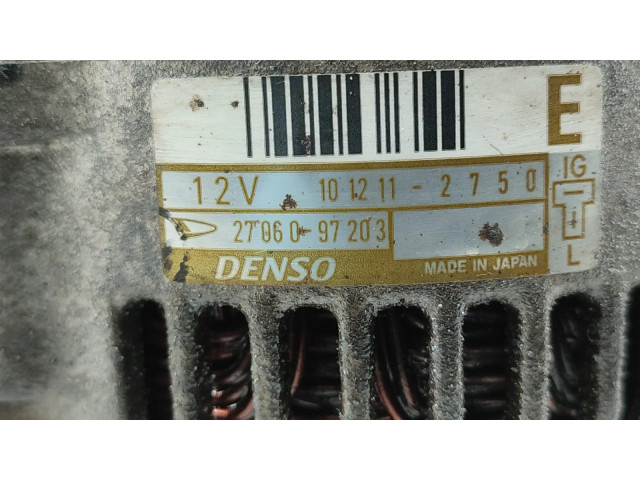 E
12V 101211-2750
IG
27060-97203
L
DENSO MADE IN JAPAN